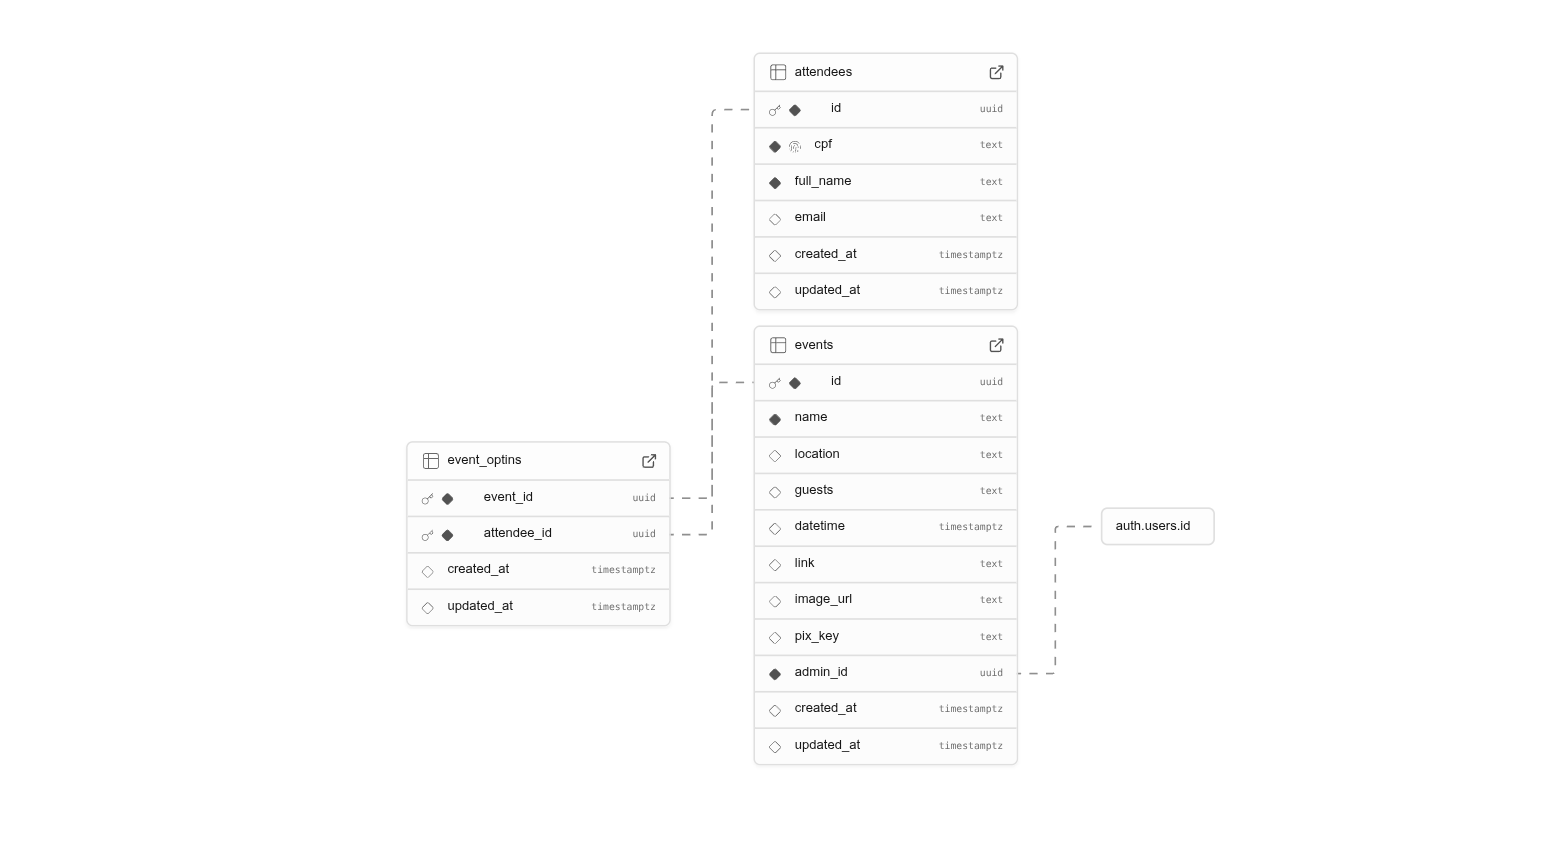 attendees
id uuid
cpf text
full_name text
email text
created_at timestamptz
updated_at timestamptz
events
id uuid
name text
location text
guests text
datetime timestamptz
link text
image_url text
pix_key text
admin_id uuid
created_at timestamptz
updated_at timestamptz
event_optins
event_id uuid
attendee_id uuid
created_at timestamptz
updated_at timestamptz
auth.users.id